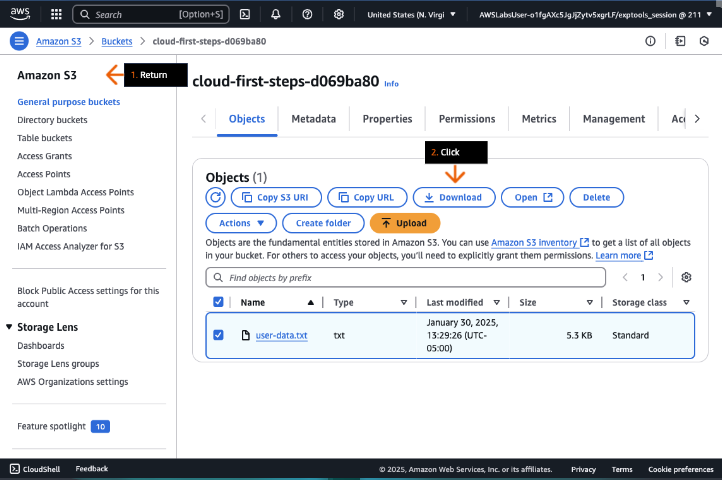 aws
Search
[Option+S]
United States (N. Virgi
AWSLabsUser-o1fgAXc5JgJjZytv5xgrLF/exptools_session @ 211
Amazon S3
Buckets
cloud-first-steps-d069ba80
Amazon S3
1. Return
General purpose buckets
Directory buckets
Table buckets
Access Grants
Access Points
Object Lambda Access Points
Multi-Region Access Points
Batch Operations
IAM Access Analyzer for S3
Block Public Access settings for this
account
Storage Lens
Dashboards
Storage Lens groups
AWS Organizations settings
Feature spotlight 10
cloud-first-steps-d069ba80 Info
Objects
Metadata
Properties
Permissions
Metrics
Management
Ac
2. Click
Objects (1)
Copy S3 URI
Copy URL
Download
Open
Delete
Actions
Create folder
Upload
Objects are the fundamental entities stored in Amazon S3. You can use Amazon S3 inventory to get a list of all objects
in your bucket. For others to access your objects, you'll need to explicitly grant them permissions. Learn more
Find objects by prefix
1
Name
Type
Last modified
Size
Storage class
user-data.txt
txt
January 30, 2025,
13:29:26 (UTC-
05:00)
5.3 KB
Standard
CloudShell
Feedback
© 2025, Amazon Web Services, Inc. or its affiliates.
Privacy
Terms
Cookie preferences